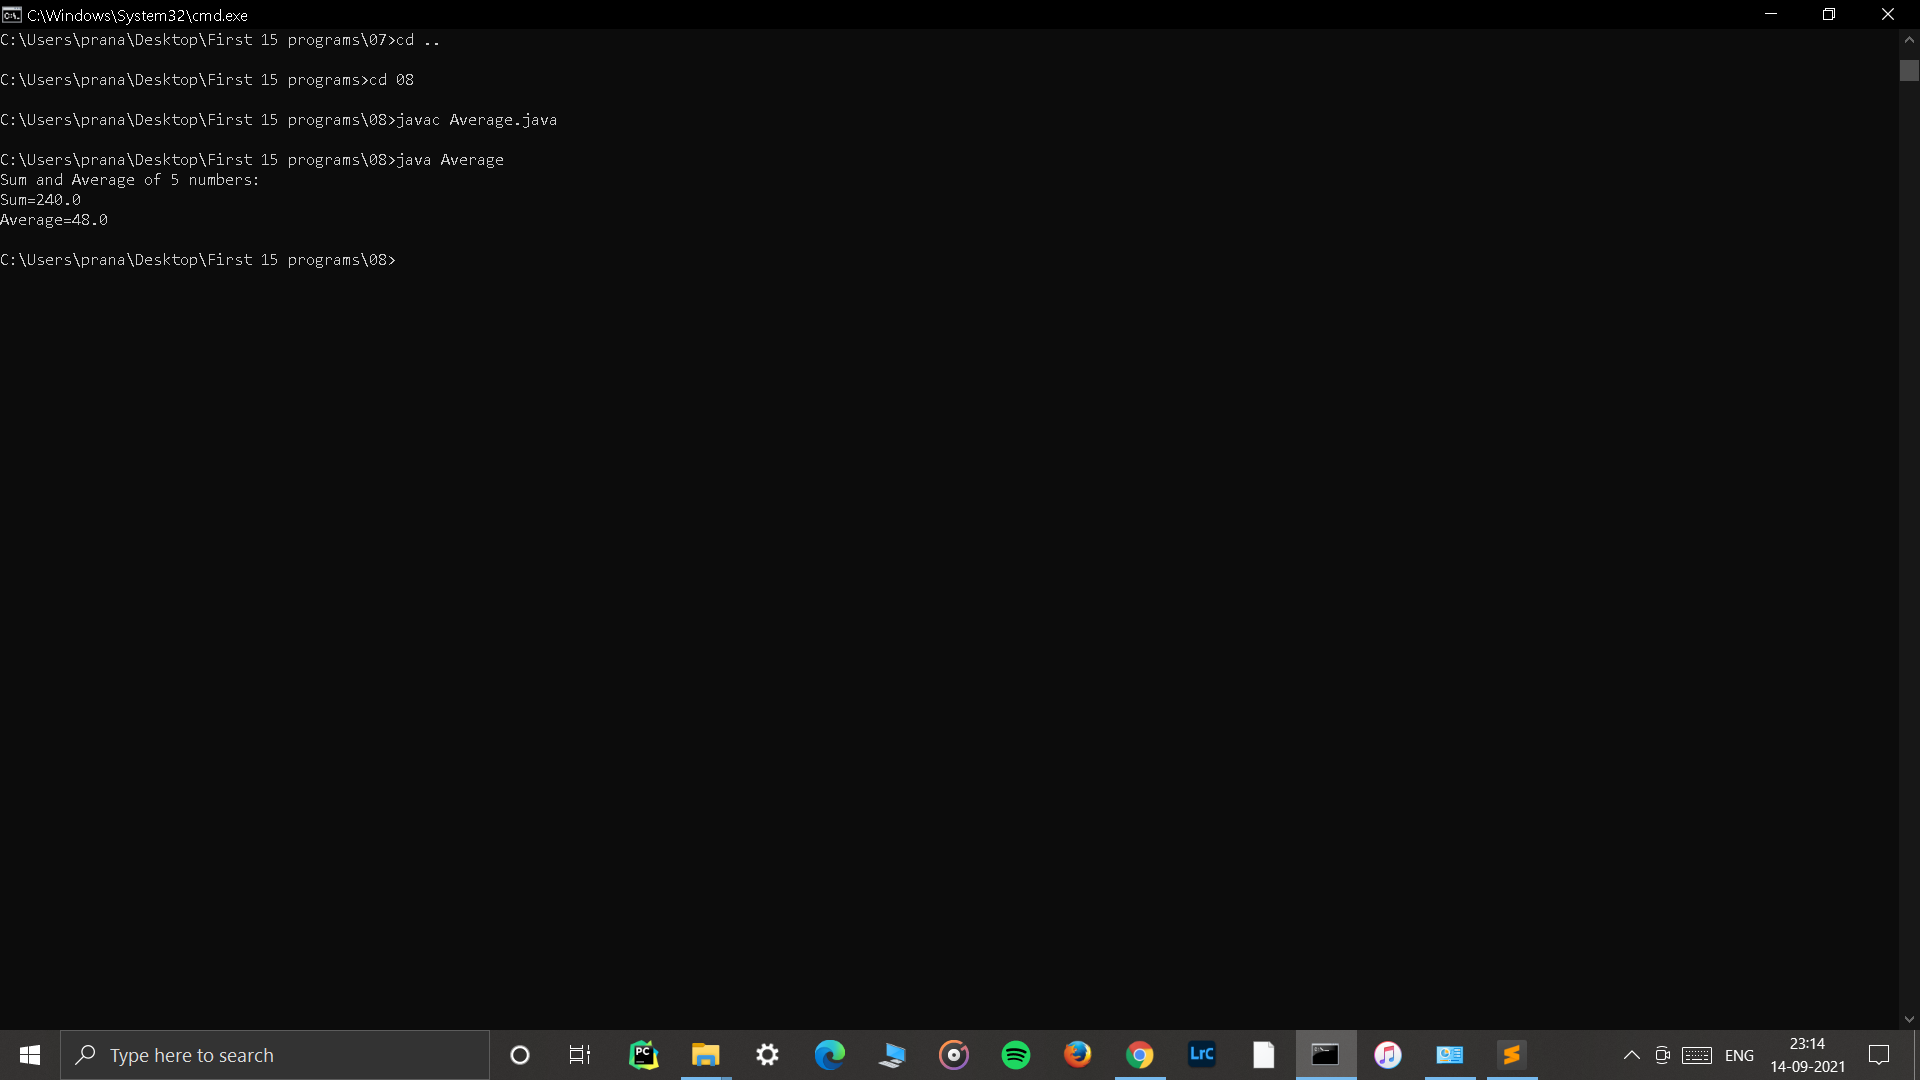 C:\Windows\System32\cmd.exe
C:\Users\prana\Desktop\First 15 programs\07>cd ..
C:\Users\prana\Desktop\First 15 programs>cd 08
C:\Users\prana\Desktop\First 15 programs\08>javac Average.java
C:\Users\prana\Desktop\First 15 programs\08>java Average
Sum and Average of 5 numbers:
Sum=240.0
Average=48.0
C:\Users\prana\Desktop\First 15 programs\08>
Type here to search
PC
LrC
ENG
23:14
14-09-2021